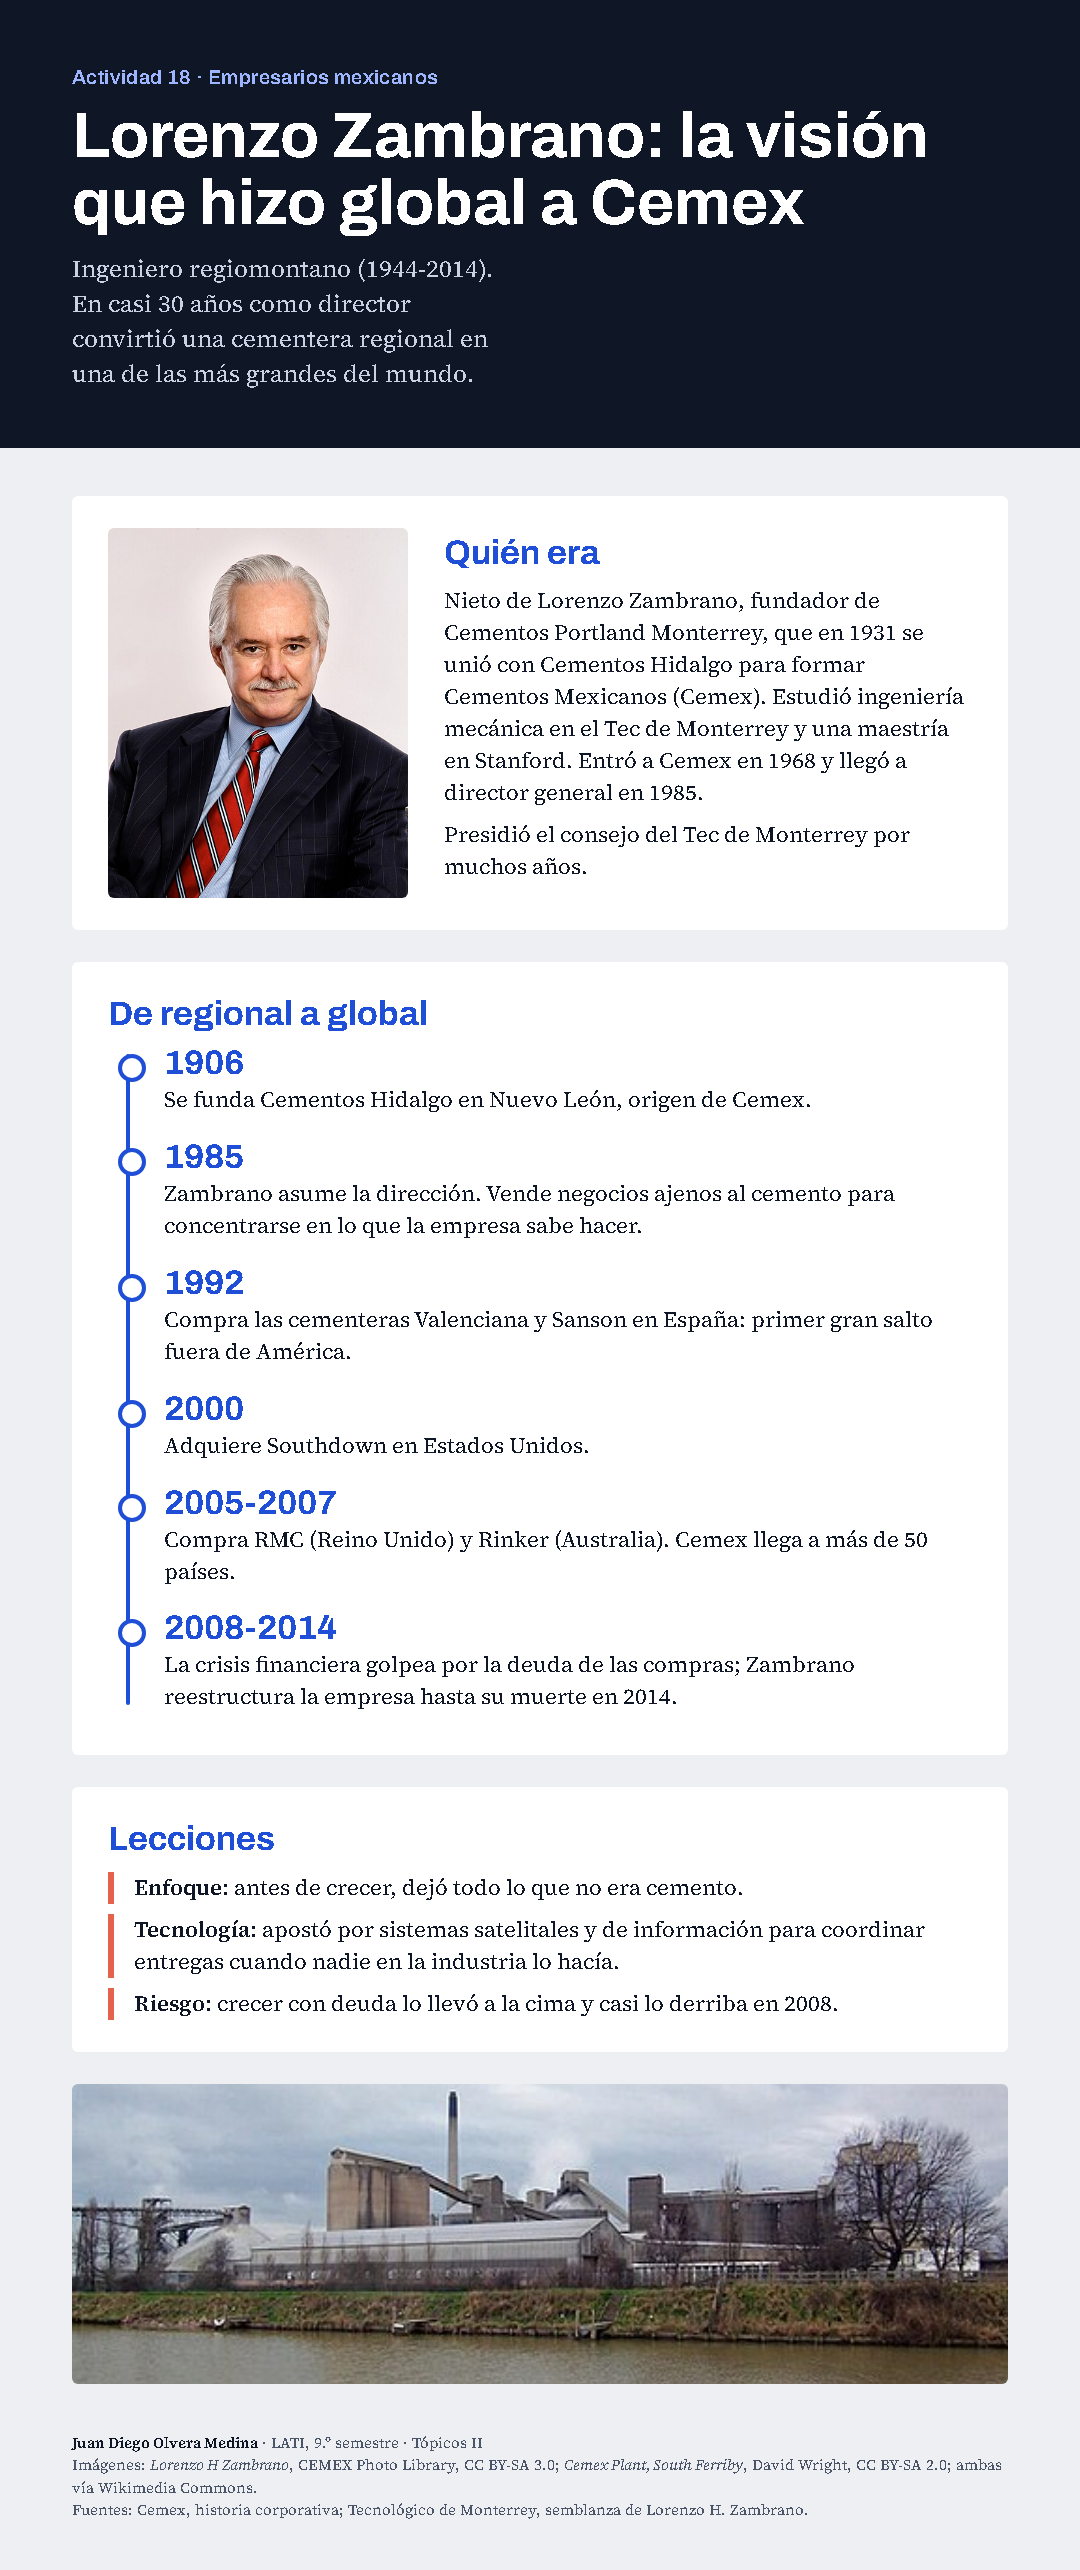 Actividad 18 · Empresarios mexicanos
Lorenzo Zambrano: la visión
que hizo global a Cemex
Ingeniero regiomontano (1944-2014).
En casi 30 años como director
convirtió una cementera regional en
una de las más grandes del mundo.
Quién era
Nieto de Lorenzo Zambrano, fundador de
Cementos Portland Monterrey, que en 1931 se
unió con Cementos Hidalgo para formar
Cementos Mexicanos (Cemex). Estudió ingeniería
mecánica en el Tec de Monterrey y una maestría
en Stanford. Entró a Cemex en 1968 y llegó a
director general en 1985.
Presidió el consejo del Tec de Monterrey por
muchos años.
De regional a global
1906
Se funda Cementos Hidalgo en Nuevo León, origen de Cemex.
1985
Zambrano asume la dirección. Vende negocios ajenos al cemento para
concentrarse en lo que la empresa sabe hacer.
1992
Compra las cementeras Valenciana y Sanson en España: primer gran salto
fuera de América.
2000
Adquiere Southdown en Estados Unidos.
2005-2007
Compra RMC (Reino Unido) y Rinker (Australia). Cemex llega a más de 50
países.
2008-2014
La crisis financiera golpea por la deuda de las compras; Zambrano
reestructura la empresa hasta su muerte en 2014.
Lecciones
Enfoque: antes de crecer, dejó todo lo que no era cemento.
Tecnología: apostó por sistemas satelitales y de información para coordinar
entregas cuando nadie en la industria lo hacía.
Riesgo: crecer con deuda lo llevó a la cima y casi lo derriba en 2008.
Juan Diego Olvera Medina · LATI, 9.º semestre · Tópicos II
Imágenes: Lorenzo H Zambrano, CEMEX Photo Library, CC BY-SA 3.0; Cemex Plant, South Ferriby, David Wright, CC BY-SA 2.0; ambas
vía Wikimedia Commons.
Fuentes: Cemex, historia corporativa; Tecnológico de Monterrey, semblanza de Lorenzo H. Zambrano.